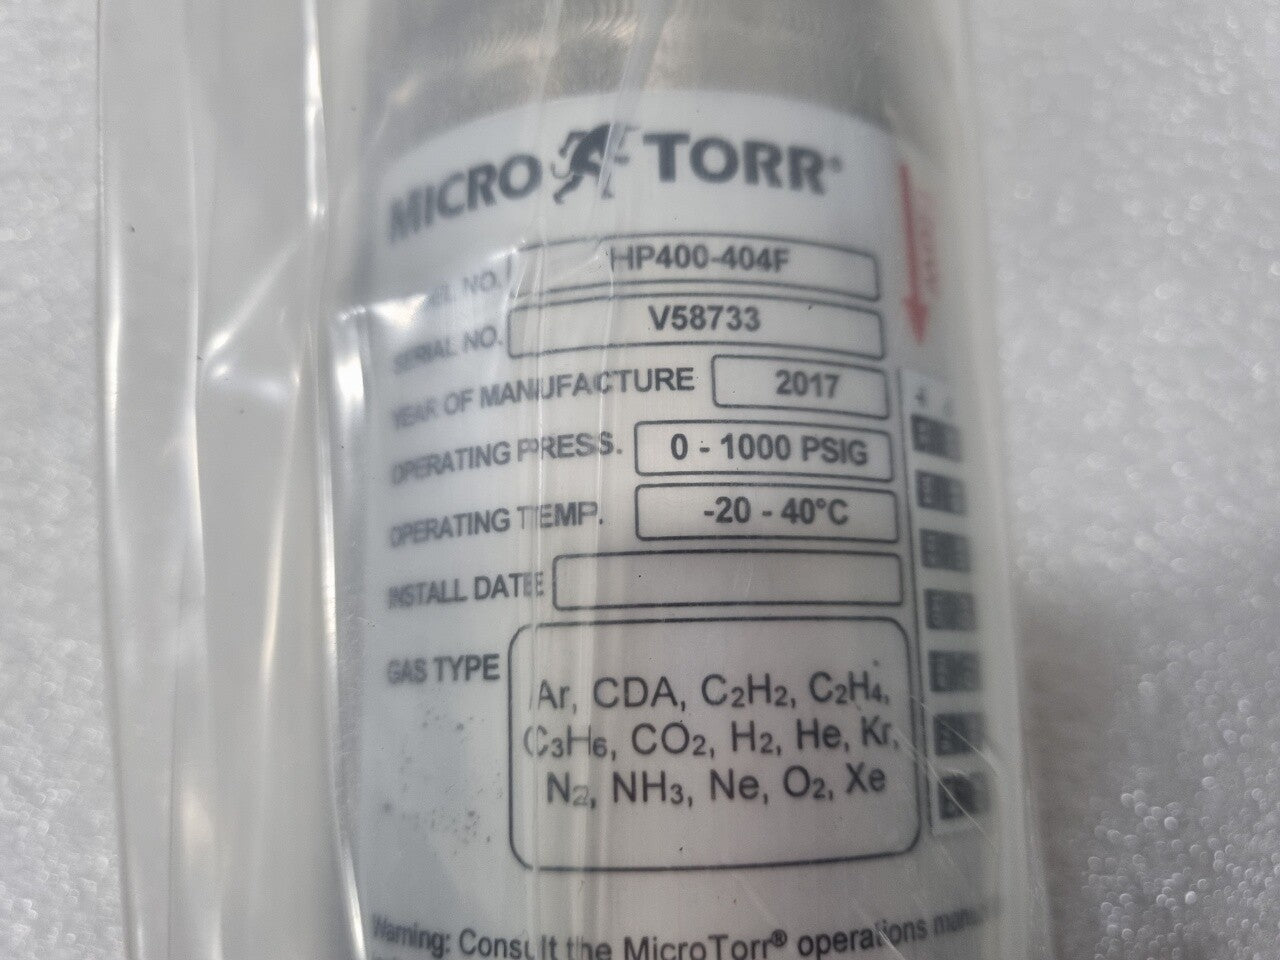 MICRO TORR®
HP400-404F
SERIAL NO. V58733
YEAR OF MANUFACTURE 2017
OPERATING PRESS. 0 - 1000 PSIG
OPERATING TEMP. -20 - 40°C
INSTALL DATE
GAS TYPE
Ar, CDA, C₂H₂, C₂H₄,
C₃H₆, CO₂, H₂, He, Kr,
N₂, NH₃, Ne, O₂, Xe
Warning: Consult the MicroTorr® operations